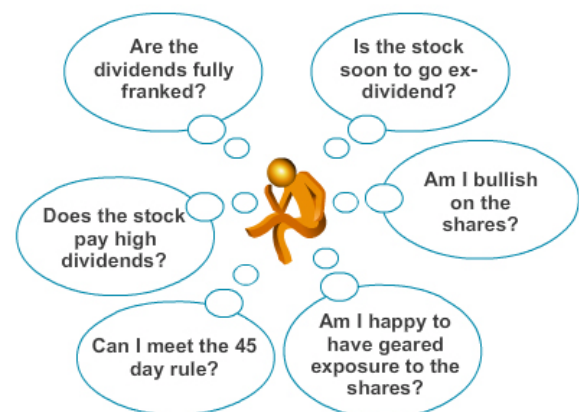 Are the
dividends fully
franked?
Is the stock
soon to go ex-
dividend?
Does the stock
pay high
dividends?
Am I bullish
on the
shares?
Can I meet the 45
day rule?
Am I happy to
have geared
exposure to the
shares?